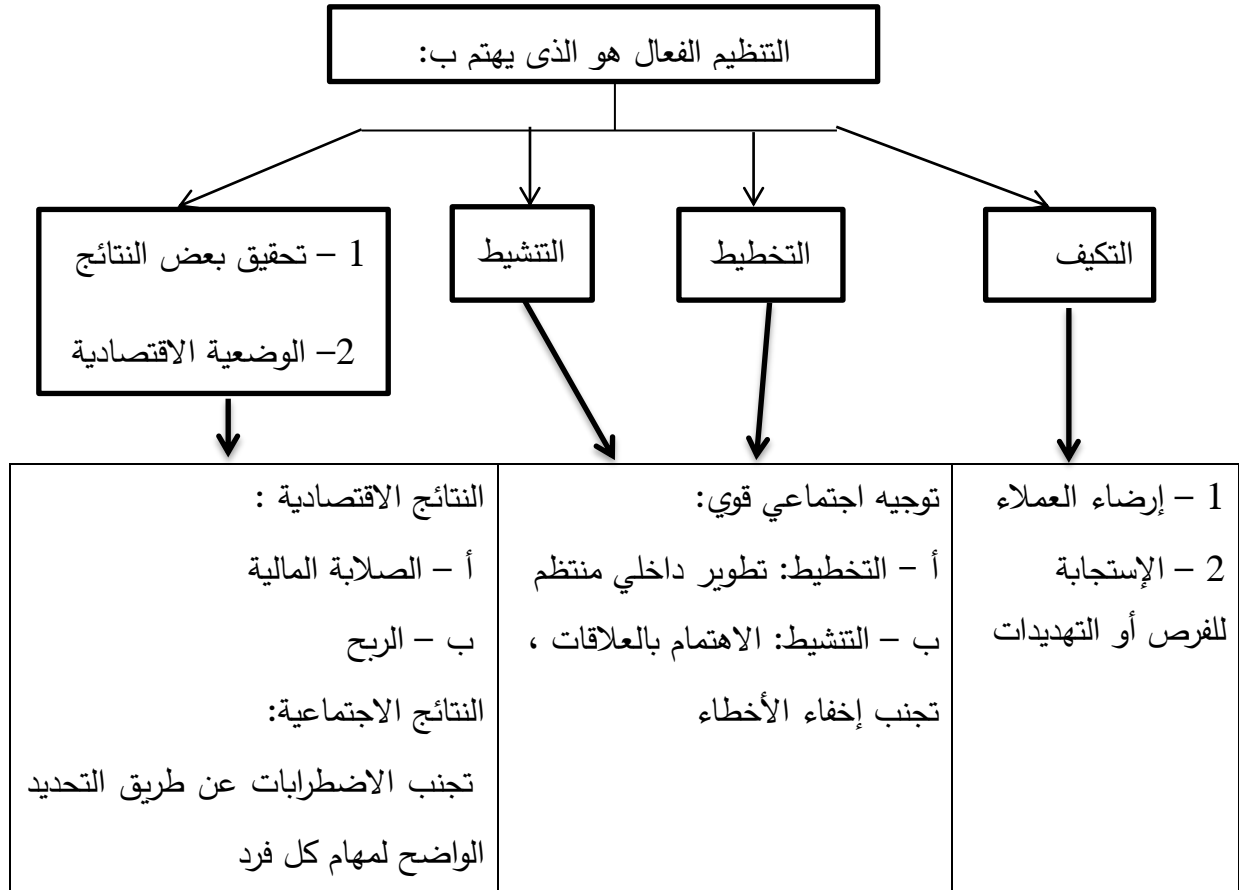 التنظيم الفعال هو الذى يهتم ب:
التكيف
التخطيط
التنشيط
1 – تحقيق بعض النتائج
2– الوضعية الاقتصادية
1 – إرضاء العملاء
2 – الإستجابة
للفرص أو التهديدات
توجيه اجتماعي قوي:
أ – التخطيط: تطوير داخلي منتظم
ب – التنشيط: الاهتمام بالعلاقات ،
تجنب إخفاء الأخطاء
النتائج الاقتصادية :
أ – الصلابة المالية
ب – الربح
النتائج الاجتماعية:
تجنب الاضطرابات عن طريق التحديد
الواضح لمهام كل فرد